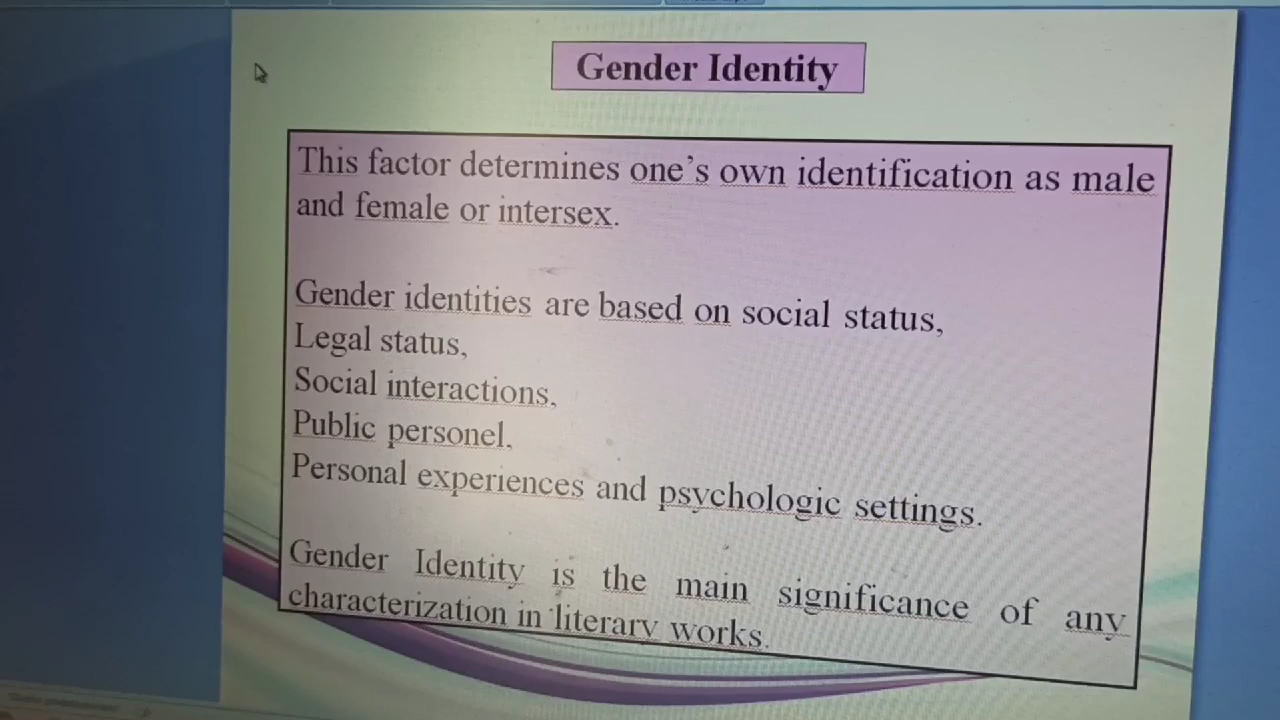 Gender Identity
This factor determines one's own identification as male
and female or intersex.
Gender identities are based on social status,
Legal status,
Social interactions,
Public personel,
Personal experiences and psychologic settings.
Gender Identity is the main significance of any
characterization in literary works.